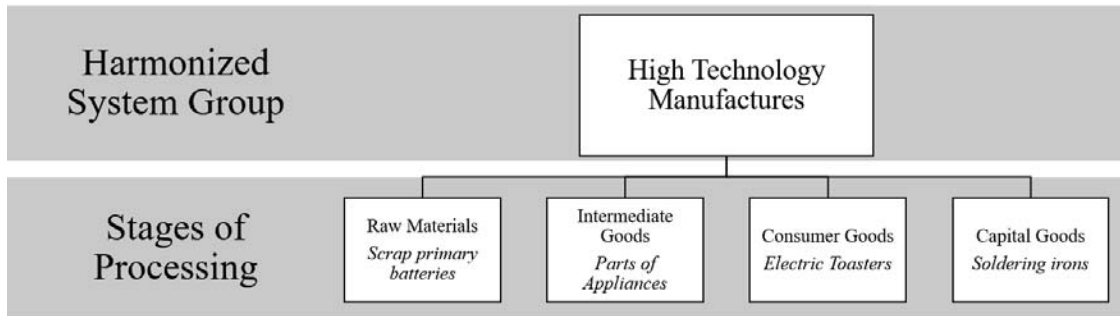 Harmonized
System Group
High Technology
Manufactures
Stages of
Processing
Raw Materials
Scrap primary
batteries
Intermediate
Goods
Parts of
Appliances
Consumer Goods
Electric Toasters
Capital Goods
Soldering irons